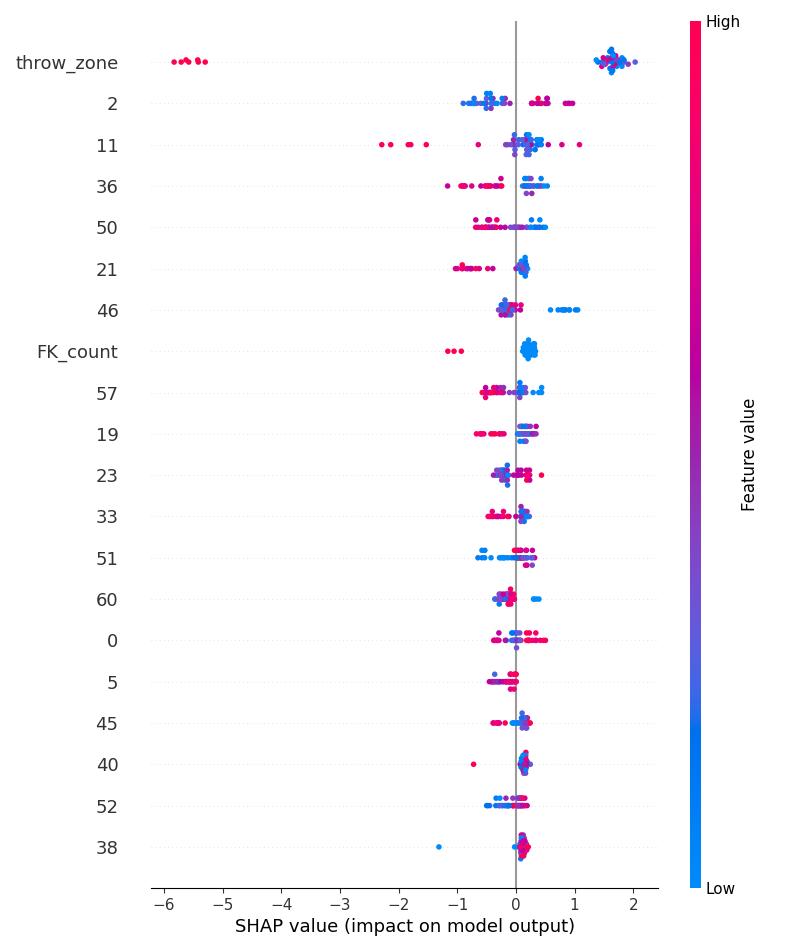 High
throw_zone
2
11
36
50
21
46
FK_count
57
19
23
33
51
60
0
5
45
40
52
38
Feature value
Low
−6 −5 −4 −3 −2 −1 0 1 2
SHAP value (impact on model output)